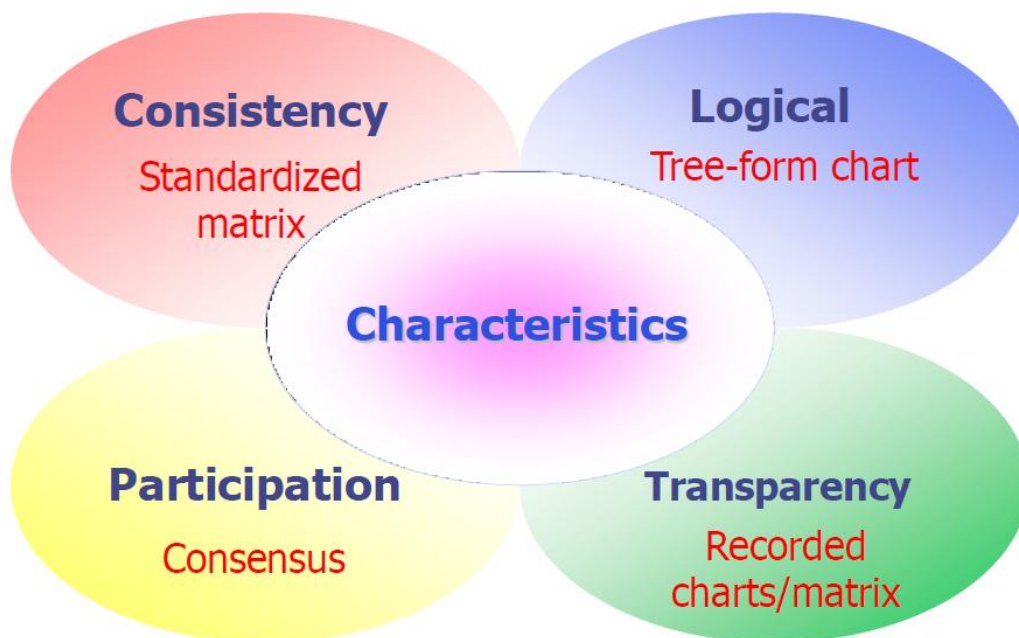 Consistency
Standardized
matrix
Logical
Tree-form chart
Characteristics
Participation
Consensus
Transparency
Recorded
charts/matrix